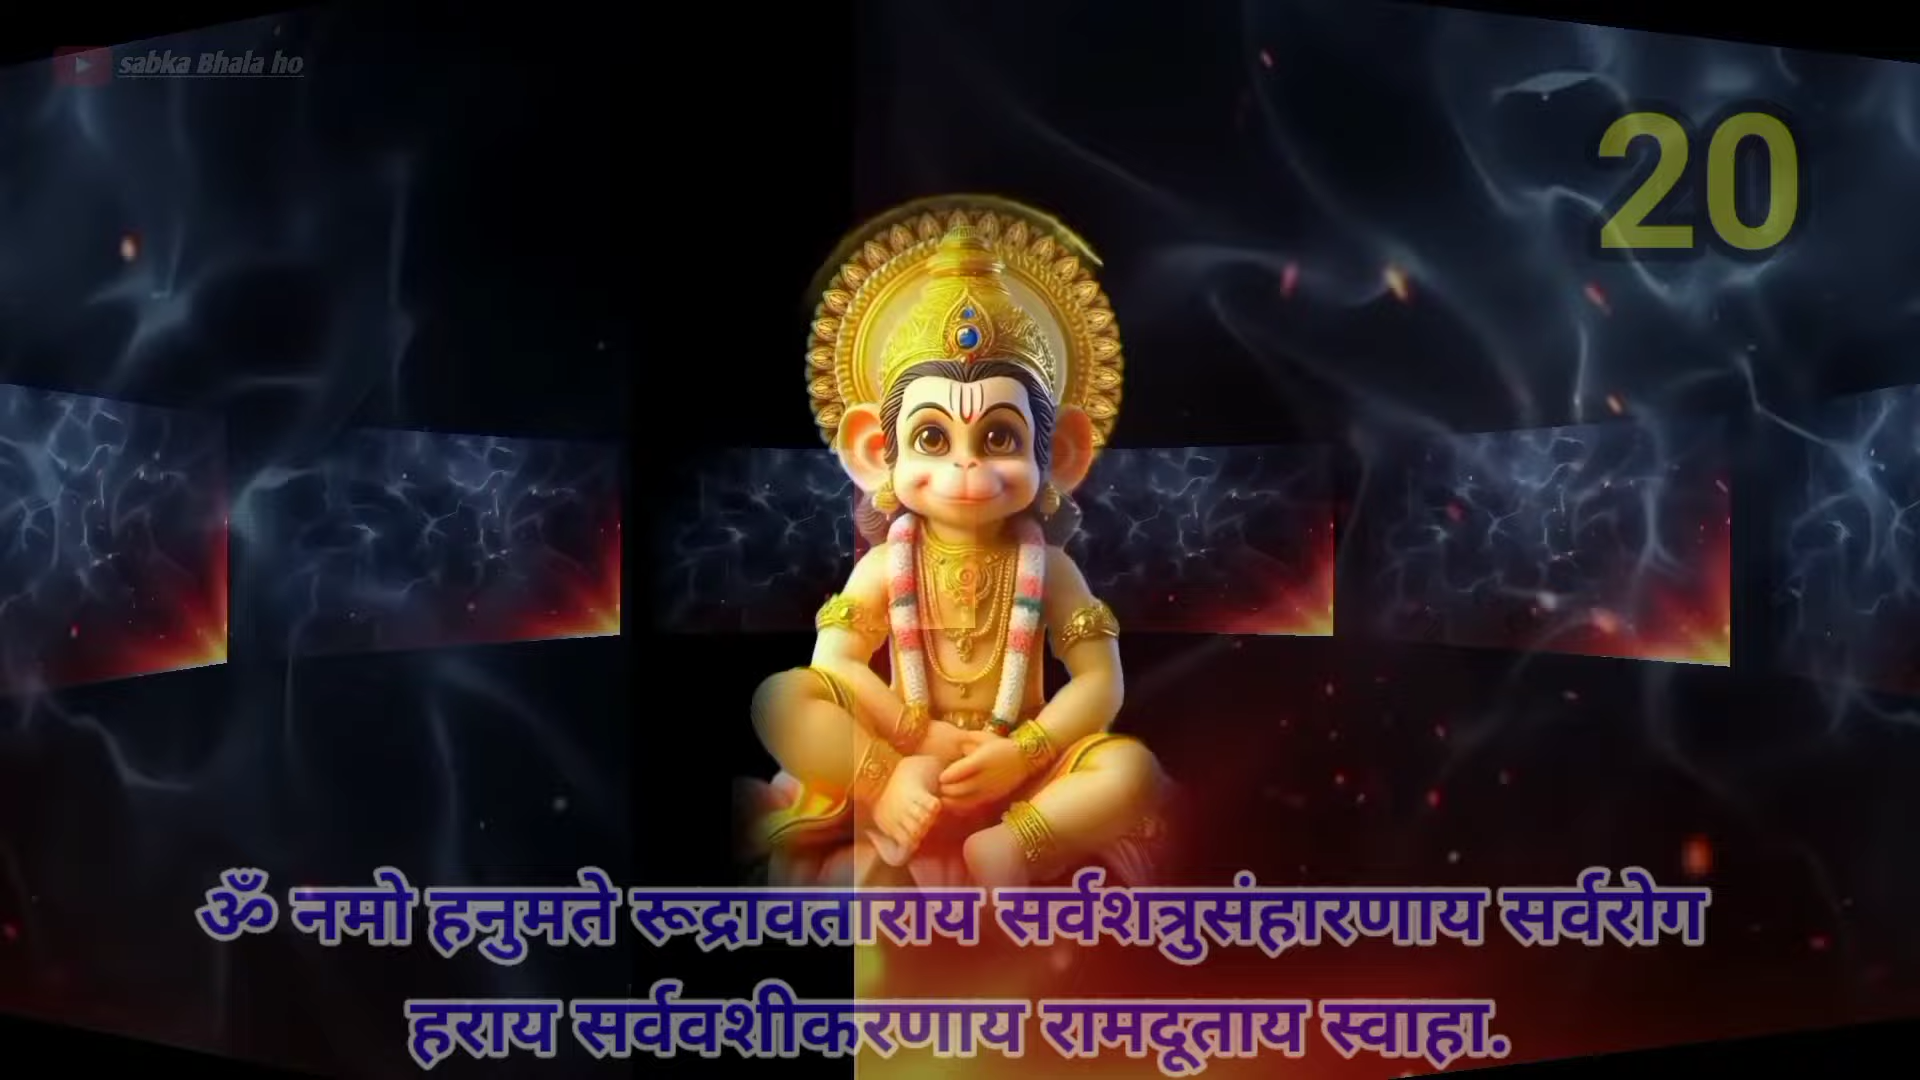 sabka Bhala ho
20
ॐ नमो हनुमते रूद्रावताराय सर्वशत्रुसंहारणाय सर्वरोग
हराय सर्ववशीकरणाय रामदूताय स्वाहा.